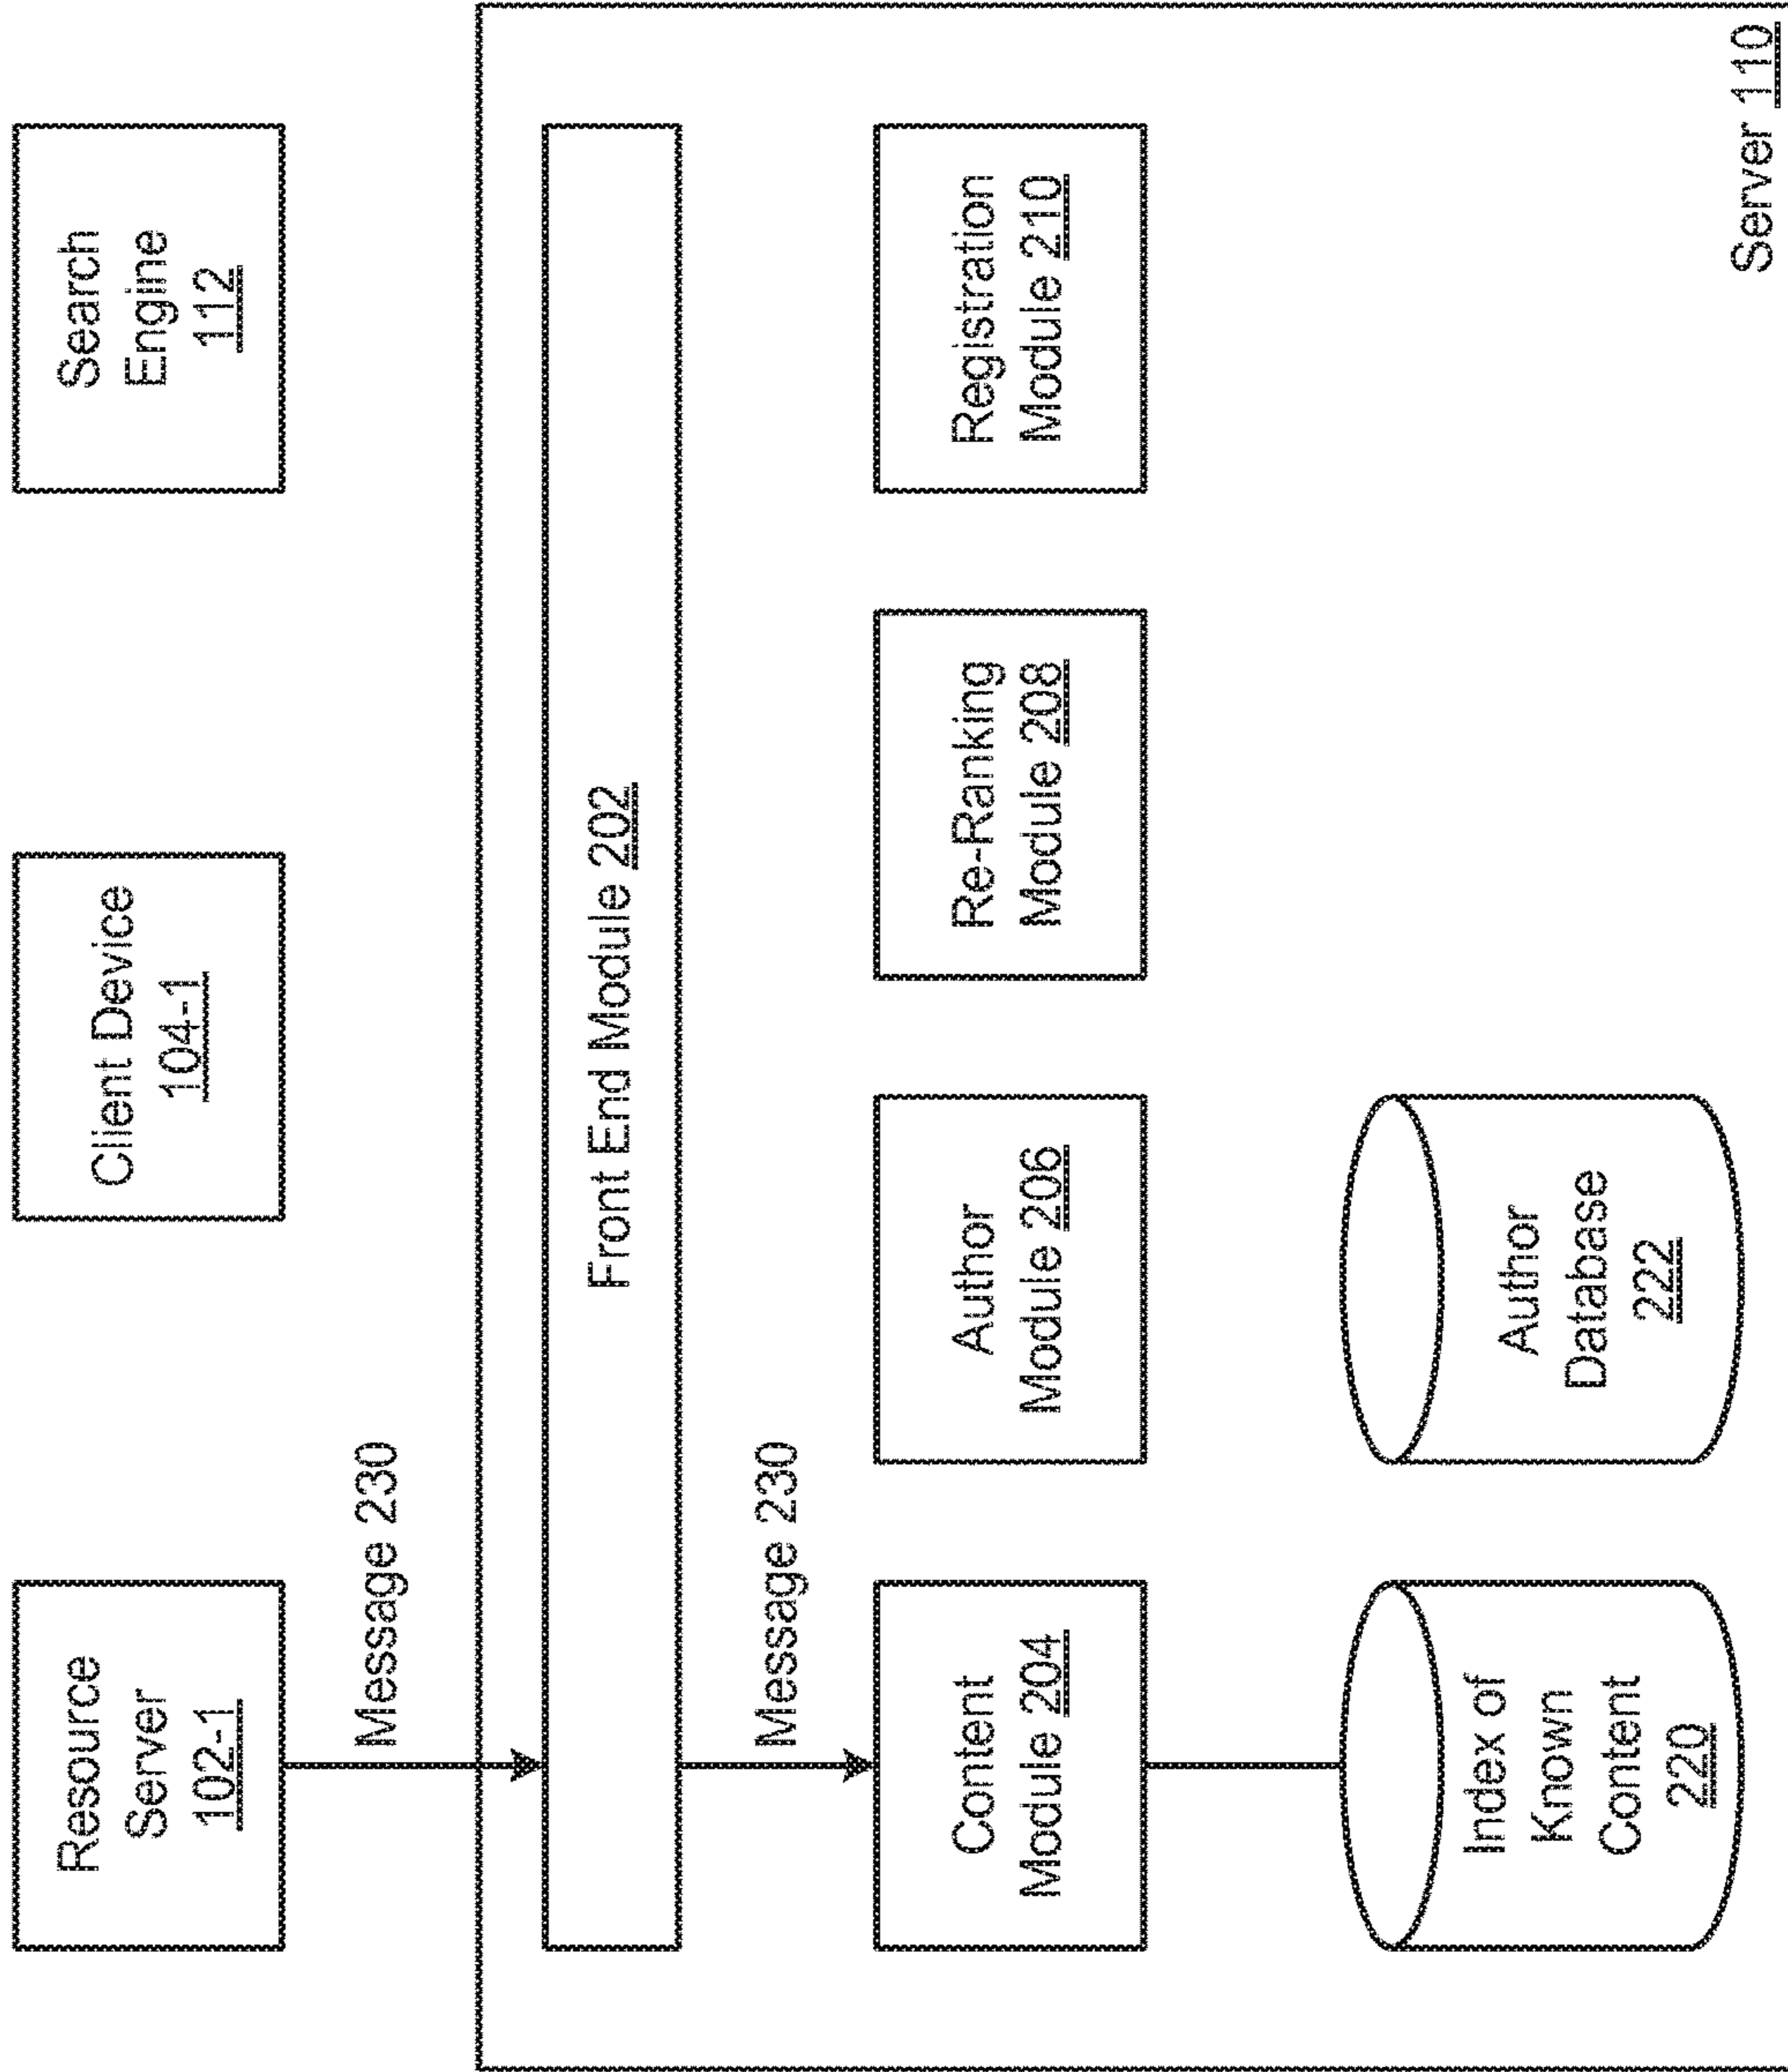 Resource
Server
102-1
Client Device
104-1
Search
Engine
112
Message 230
Front End Module 202
Message 230
Content
Module 204
Author
Module 206
Re-Ranking
Module 208
Registration
Module 210
Index of
Known
Content
220
Author
Database
222
Server 110